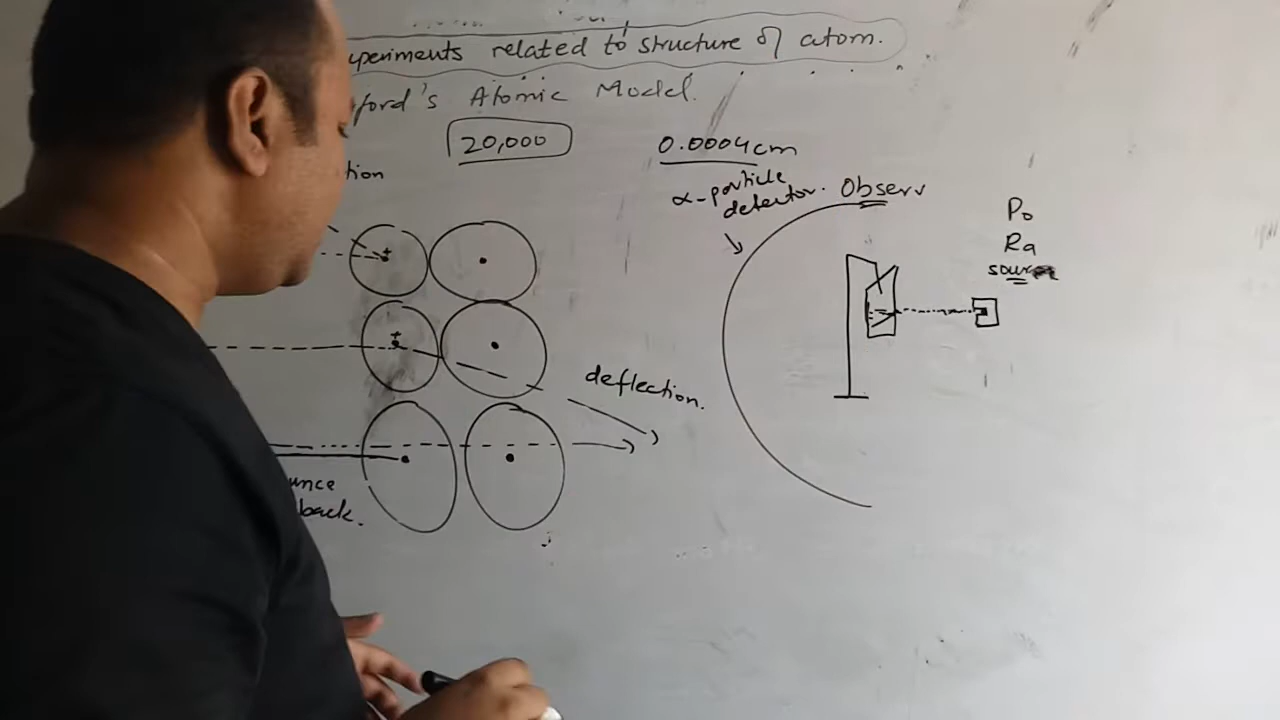 periments related to structure of atom.
ford's Atomic Model.
20,000
0.0004cm
tion
α-particle
detector.
Observ
Po
Ra
source
+
+
deflection.
unce
back.